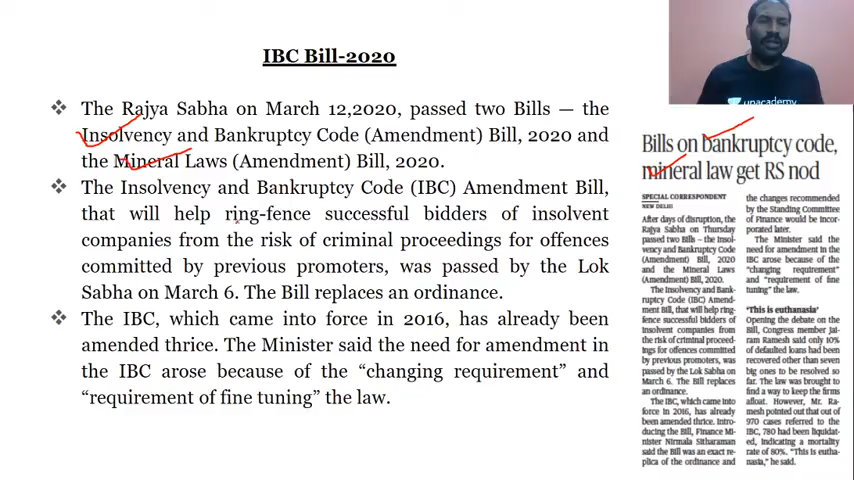 IBC Bill-2020
❖ The Rajya Sabha on March 12,2020, passed two Bills — the
Insolvency and Bankruptcy Code (Amendment) Bill, 2020 and
the Mineral Laws (Amendment) Bill, 2020.
❖ The Insolvency and Bankruptcy Code (IBC) Amendment Bill,
that will help ring-fence successful bidders of insolvent
companies from the risk of criminal proceedings for offences
committed by previous promoters, was passed by the Lok
Sabha on March 6. The Bill replaces an ordinance.
❖ The IBC, which came into force in 2016, has already been
amended thrice. The Minister said the need for amendment in
the IBC arose because of the “changing requirement” and
“requirement of fine tuning” the law.
unacademy
Bills on bankruptcy code,
mineral law get RS nod
SPECIAL CORRESPONDENT
NEW DELHI
After days of disruption, the
Rajya Sabha on Thursday
passed two Bills – the Insol-
vency and Bankruptcy Code
(Amendment) Bill, 2020
and the Mineral Laws
(Amendment) Bill, 2020.
The Insolvency and Bank-
ruptcy Code (IBC) Amend-
ment Bill, that will help ring-
fence successful bidders of
insolvent companies from
the risk of criminal proceed-
ings for offences committed
by previous promoters, was
passed by the Lok Sabha on
March 6. The Bill replaces
an ordinance.
The IBC, which came into
force in 2016, has already
been amended thrice. Intro-
ducing the Bill, Finance Mi-
nister Nirmala Sitharaman
said the Bill was an exact re-
plica of the ordinance and
the changes recommended
by the Standing Committee
of Finance would be incor-
porated later.
The Minister said the
need for amendment in the
IBC arose because of the
“changing requirement”
and “requirement of fine
tuning” the law.
‘This is euthanasia’
Opening the debate on the
Bill, Congress member Jai-
ram Ramesh said only 10%
of defaulted loans had been
recovered other than seven
big ones to be resolved so
far. The law was brought to
find a way to keep the firms
afloat. However, Mr. Ra-
mesh pointed out that out of
970 cases referred to the
IBC, 780 had been liquidat-
ed, indicating a mortality
rate of 80%. “This is eutha-
nasia,” he said.